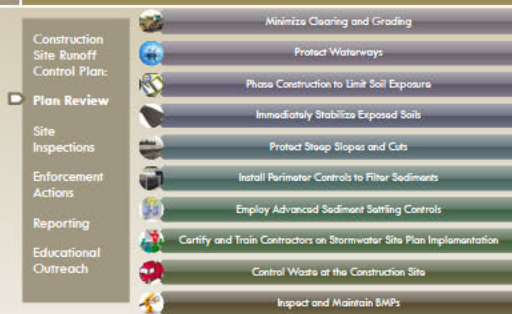 Construction
Site Runoff
Control Plan:
Plan Review
Site
Inspections
Enforcement
Actions
Reporting
Educational
Outreach
Minimize Clearing and Grading
Protect Waterways
Phase Construction to Limit Soil Exposure
Immediately Stabilize Exposed Soils
Protect Steep Slopes and Cuts
Install Perimeter Controls to Filter Sediments
Employ Advanced Sediment Settling Controls
Certify and Train Contractors on Stormwater Site Plan Implementation
Control Waste at the Construction Site
Inspect and Maintain BMPs